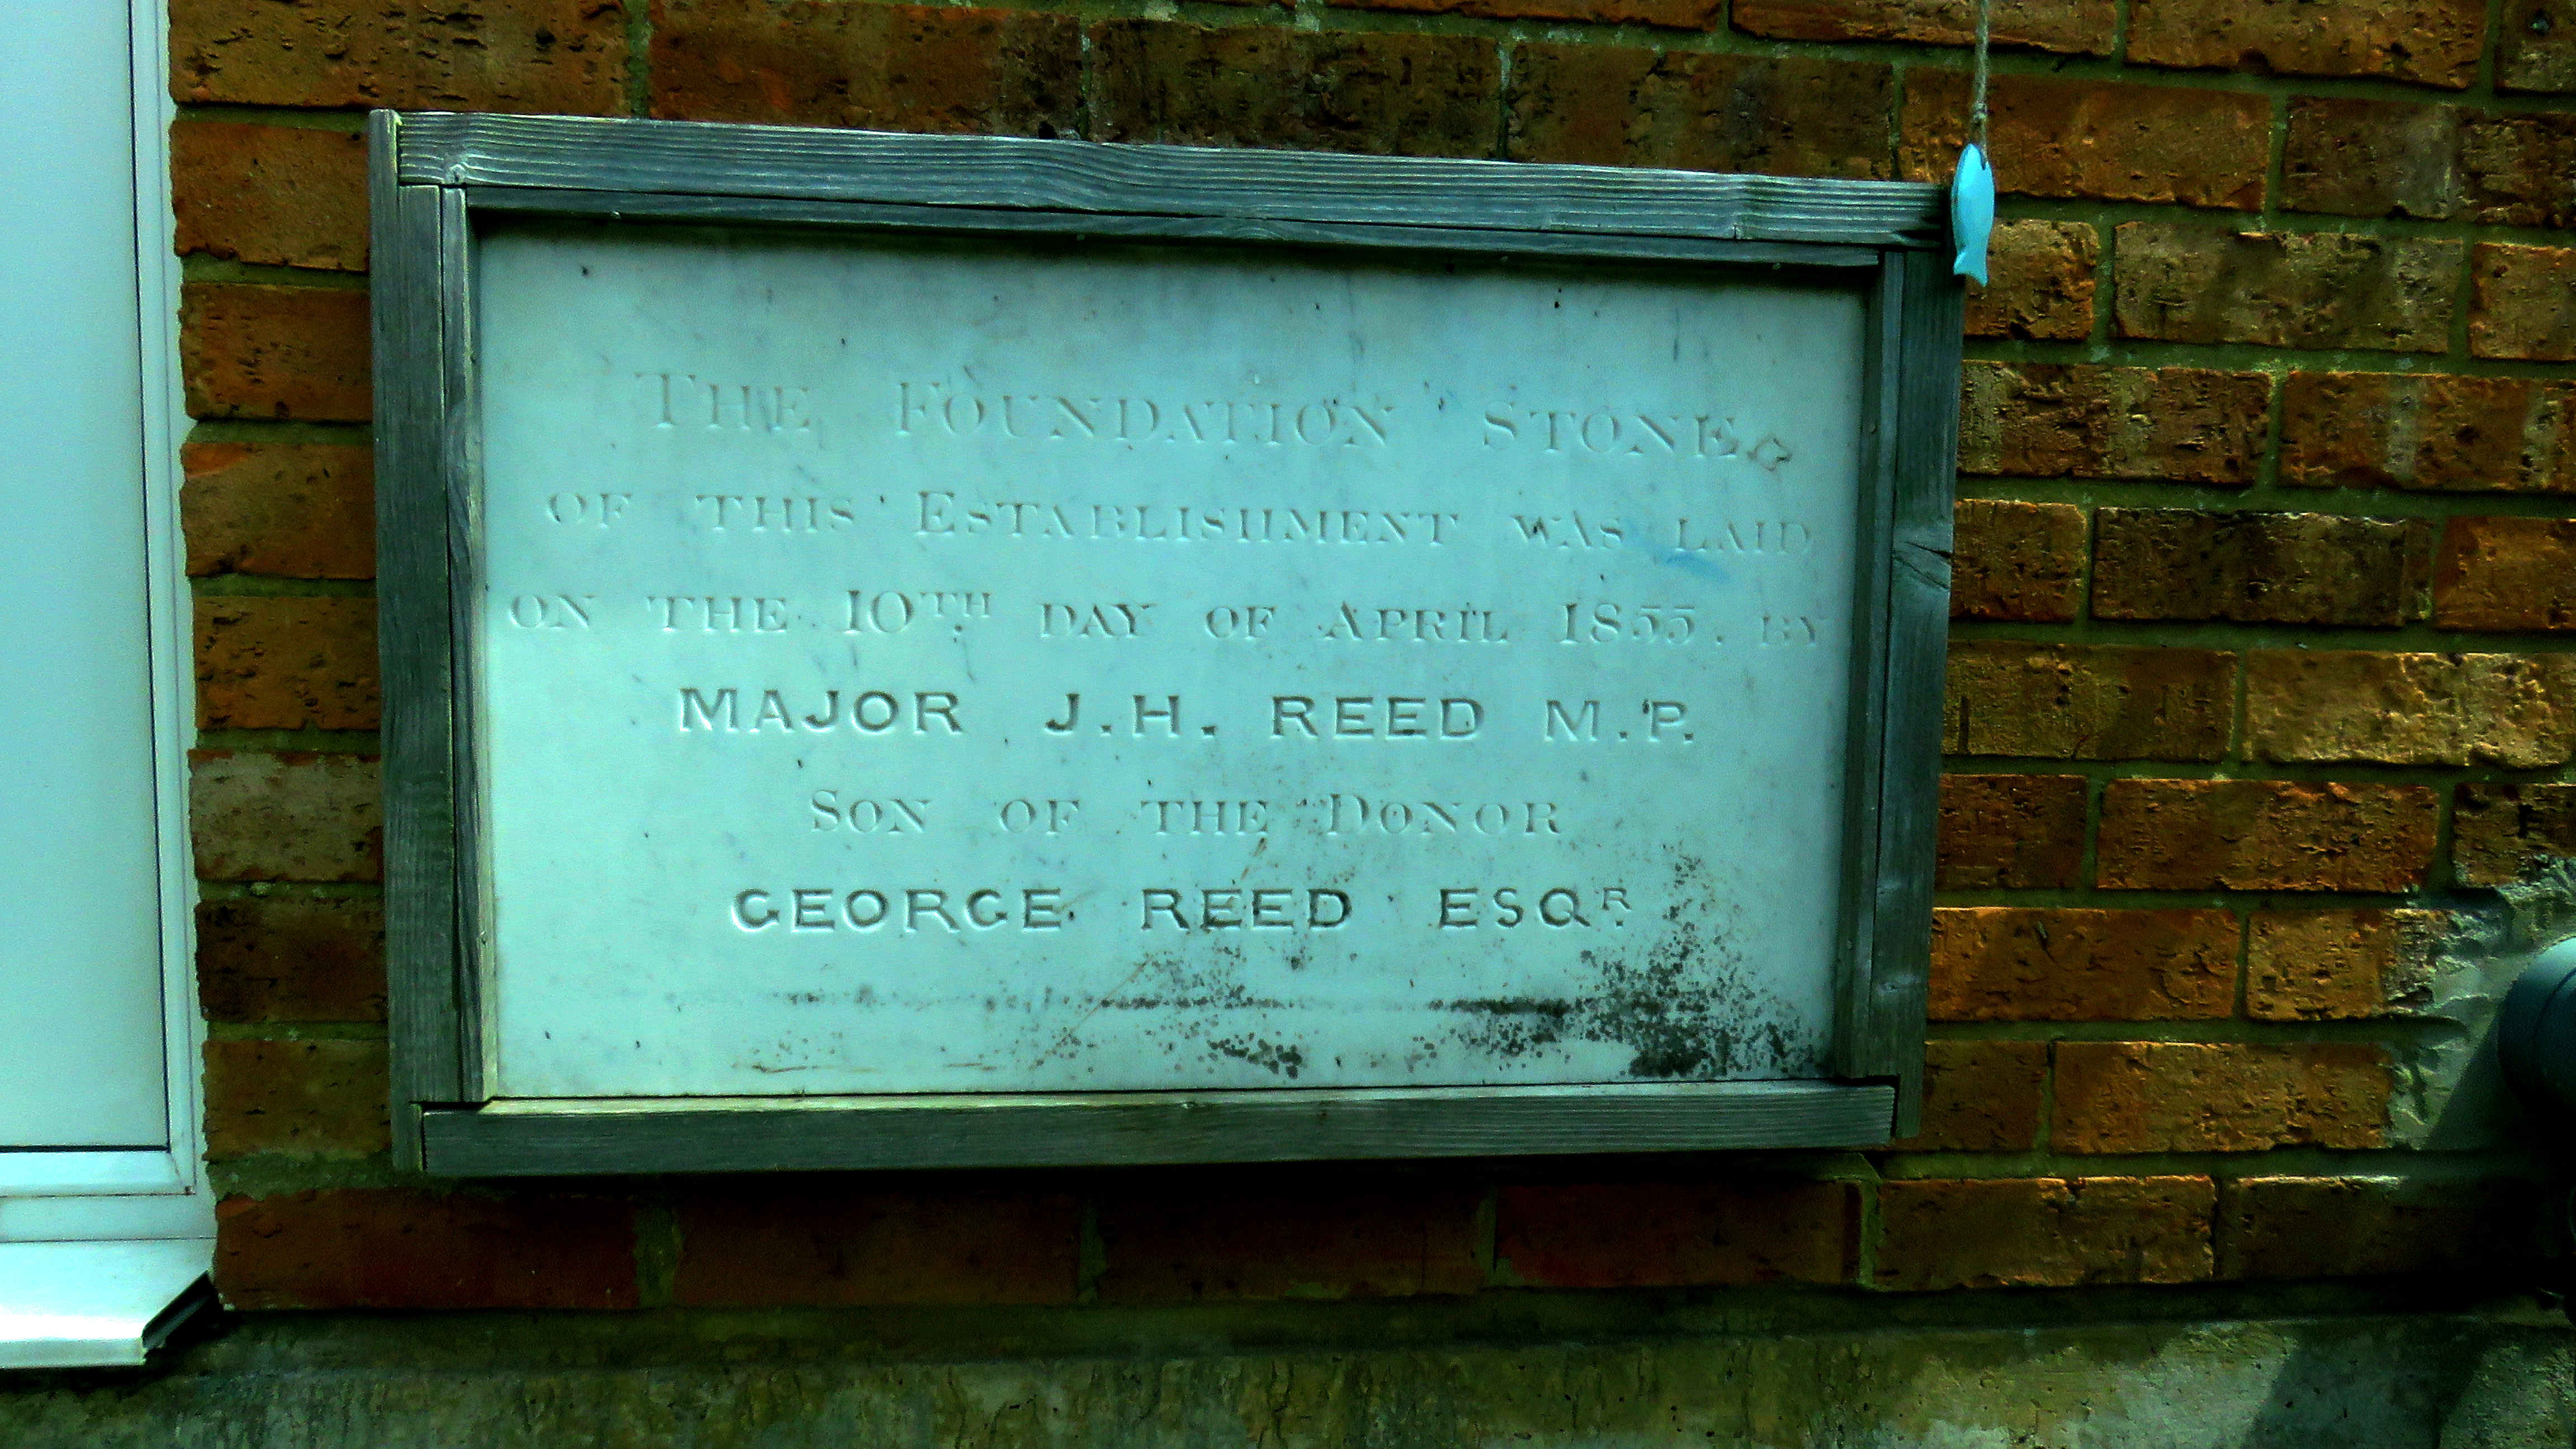 THE FOUNDATION STONE
OF THIS ESTABLISHMENT WAS LAID
ON THE 10TH DAY OF APRIL 1855. BY
MAJOR J.H. REED M.P.
SON OF THE DONOR
GEORGE REED ESQR